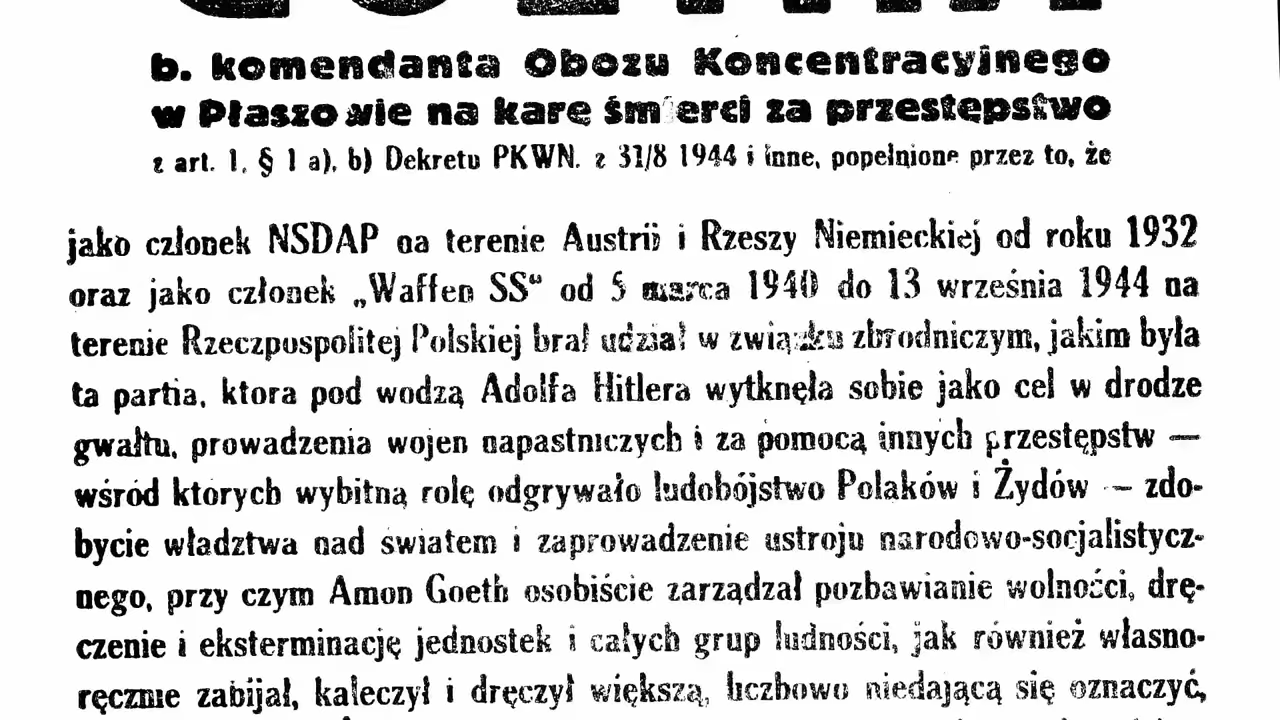 b. komendanta Obozu Koncentracyjnego
w Płaszowie na karę śmierci za przestępstwo
z art. 1, § 1 a), b) Dekretu PKWN. z 31/8 1944 i inne, popełnione przez to, że
jako członek NSDAP na terenie Austrii i Rzeszy Niemieckiej od roku 1932
oraz jako członek „Waffen SS“ od 5 marca 1940 do 13 września 1944 na
terenie Rzeczpospolitej Polskiej brał udział w związku zbrodniczym, jakim była
ta partia, ktora pod wodzą Adolfa Hitlera wytknęła sobie jako cel w drodze
gwałtu, prowadzenia wojen napastniczych i za pomocą innych przestępstw —
wśród ktorych wybitną rolę odgrywało ludobójstwo Polaków i Żydów — zdo-
bycie władztwa nad światem i zaprowadzenie ustroju narodowo-socjalistycz-
nego, przy czym Amon Goeth osobiście zarządzał pozbawianie wolności, drę-
czenie i eksterminację jednostek i całych grup ludności, jak również własno-
ręcznie zabijał, kaleczył i dręczył większą, liczbowo niedającą się oznaczyć,